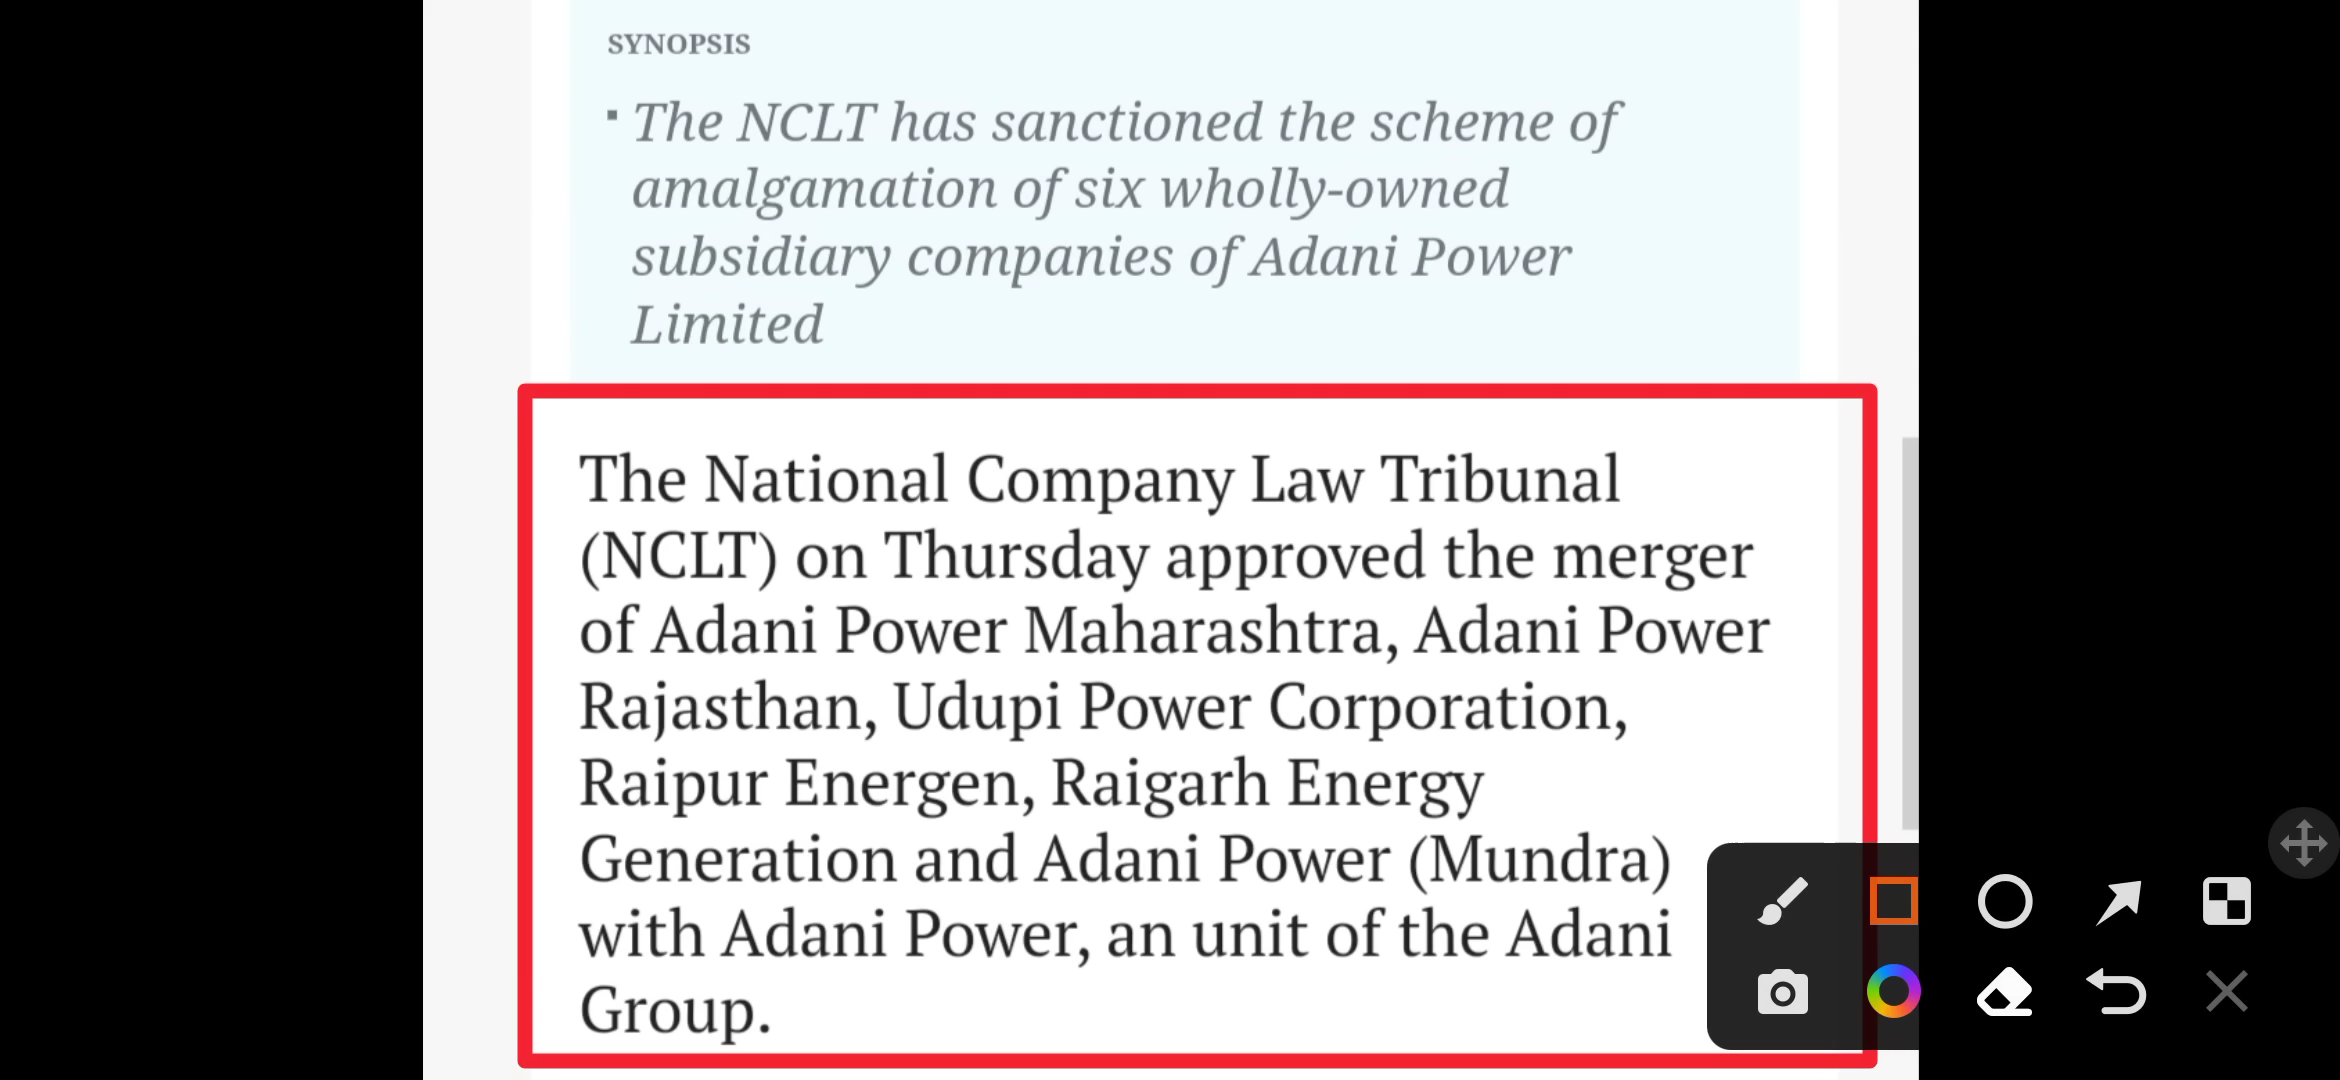 SYNOPSIS
▪ The NCLT has sanctioned the scheme of
amalgamation of six wholly-owned
subsidiary companies of Adani Power
Limited
The National Company Law Tribunal
(NCLT) on Thursday approved the merger
of Adani Power Maharashtra, Adani Power
Rajasthan, Udupi Power Corporation,
Raipur Energen, Raigarh Energy
Generation and Adani Power (Mundra)
with Adani Power, an unit of the Adani
Group.